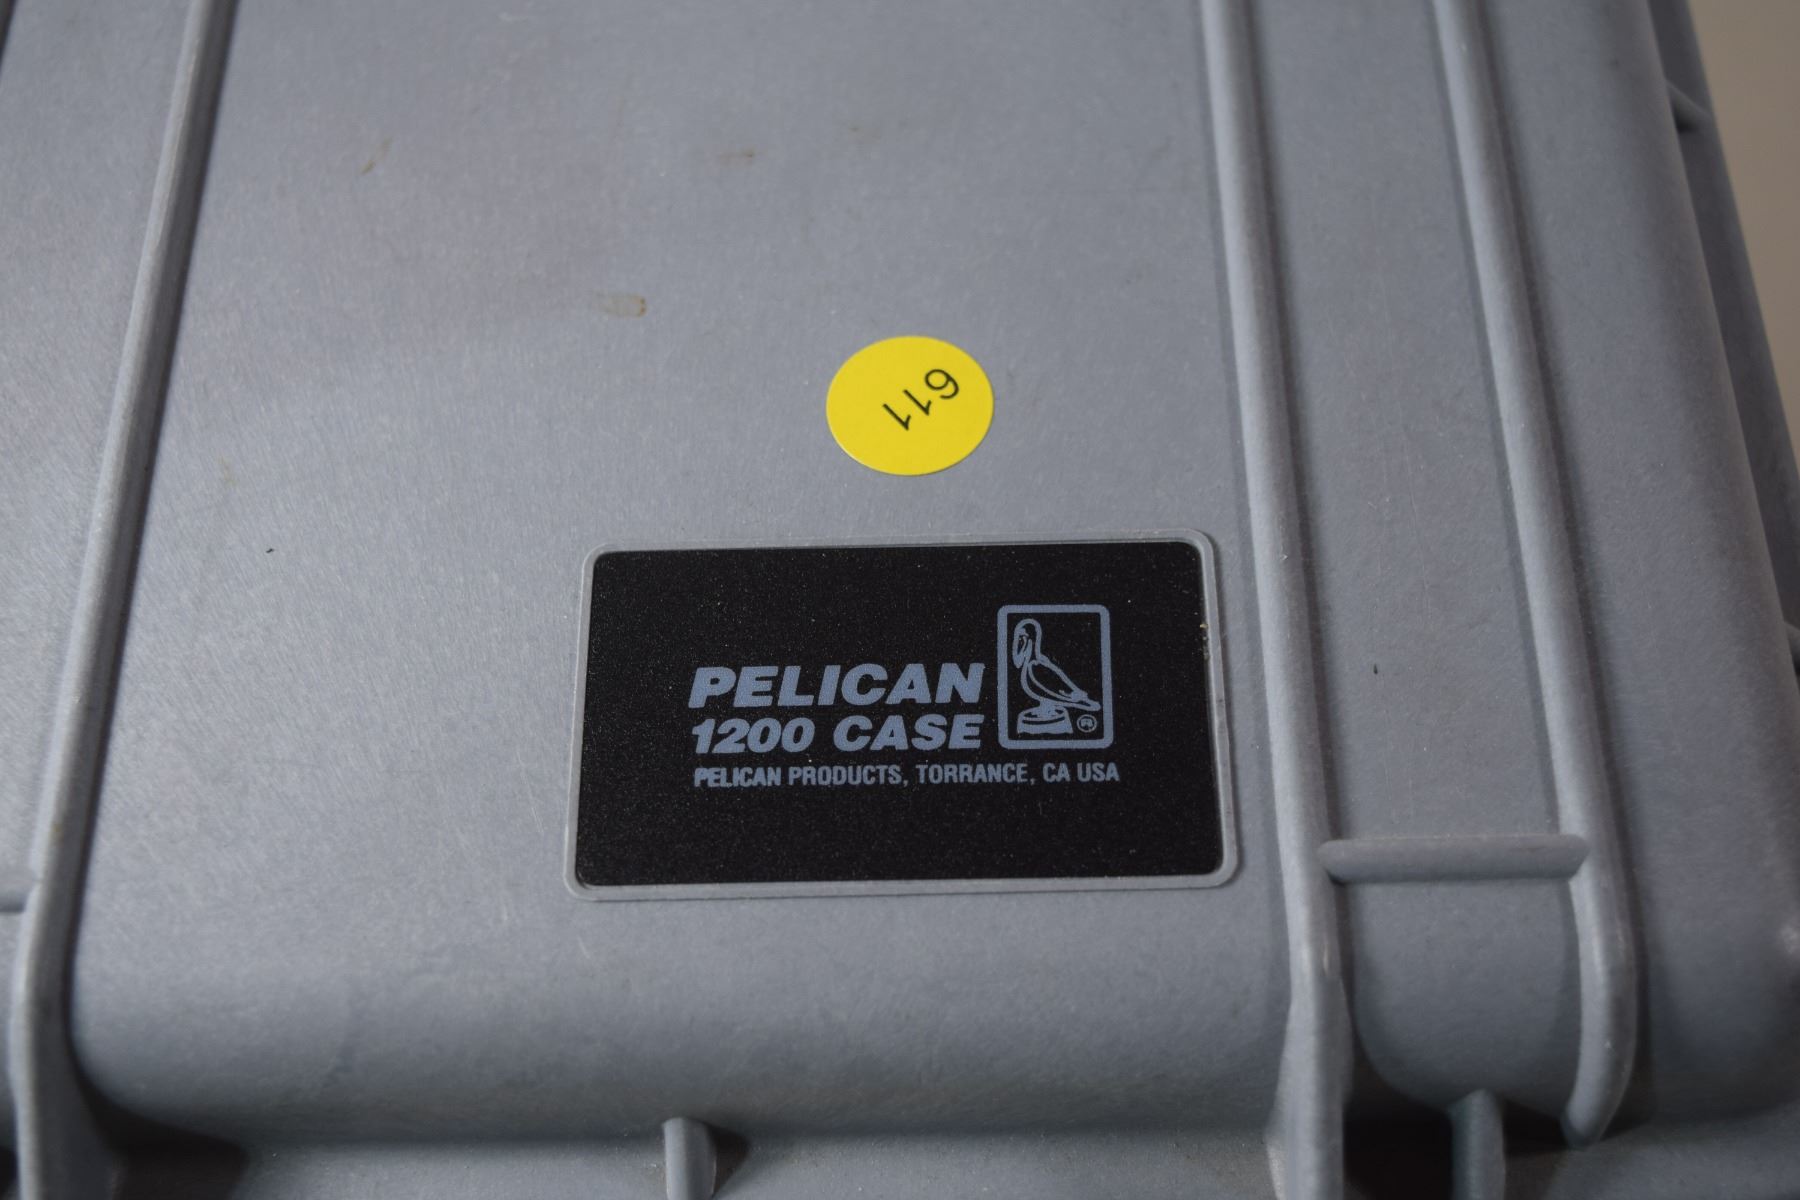 611
PELICAN
1200 CASE
®
PELICAN PRODUCTS, TORRANCE, CA USA